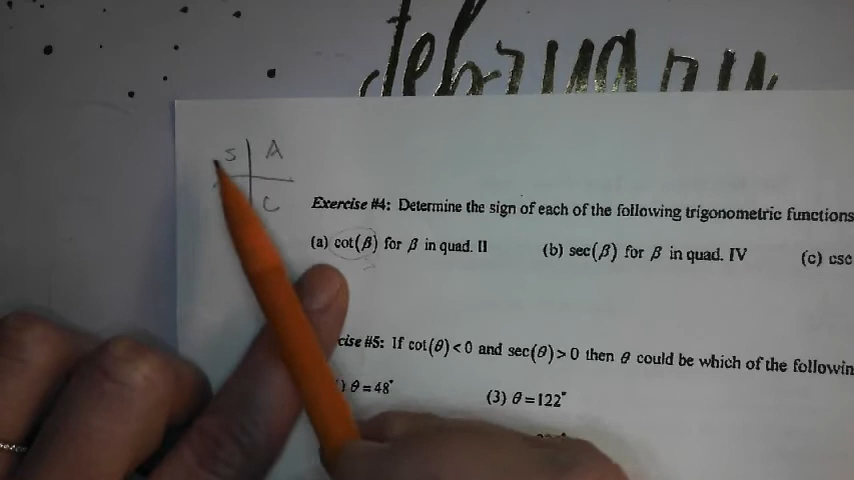 February
S A
C
Exercise #4: Determine the sign of each of the following trigonometric functions
(a) cot(β) for β in quad. II (b) sec(β) for β in quad. IV (c) csc
cise #5: If cot(θ) < 0 and sec(θ) > 0 then θ could be which of the followin
) θ = 48° (3) θ = 122°